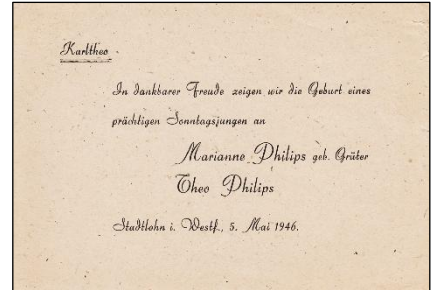 Karltheo
In dankbarer Freude zeigen wir die Geburt eines
prächtigen Sonntagsjungen an
Marianne Philips geb. Grüter
Theo Philips
Stadtlohn i. Westf., 5. Mai 1946.